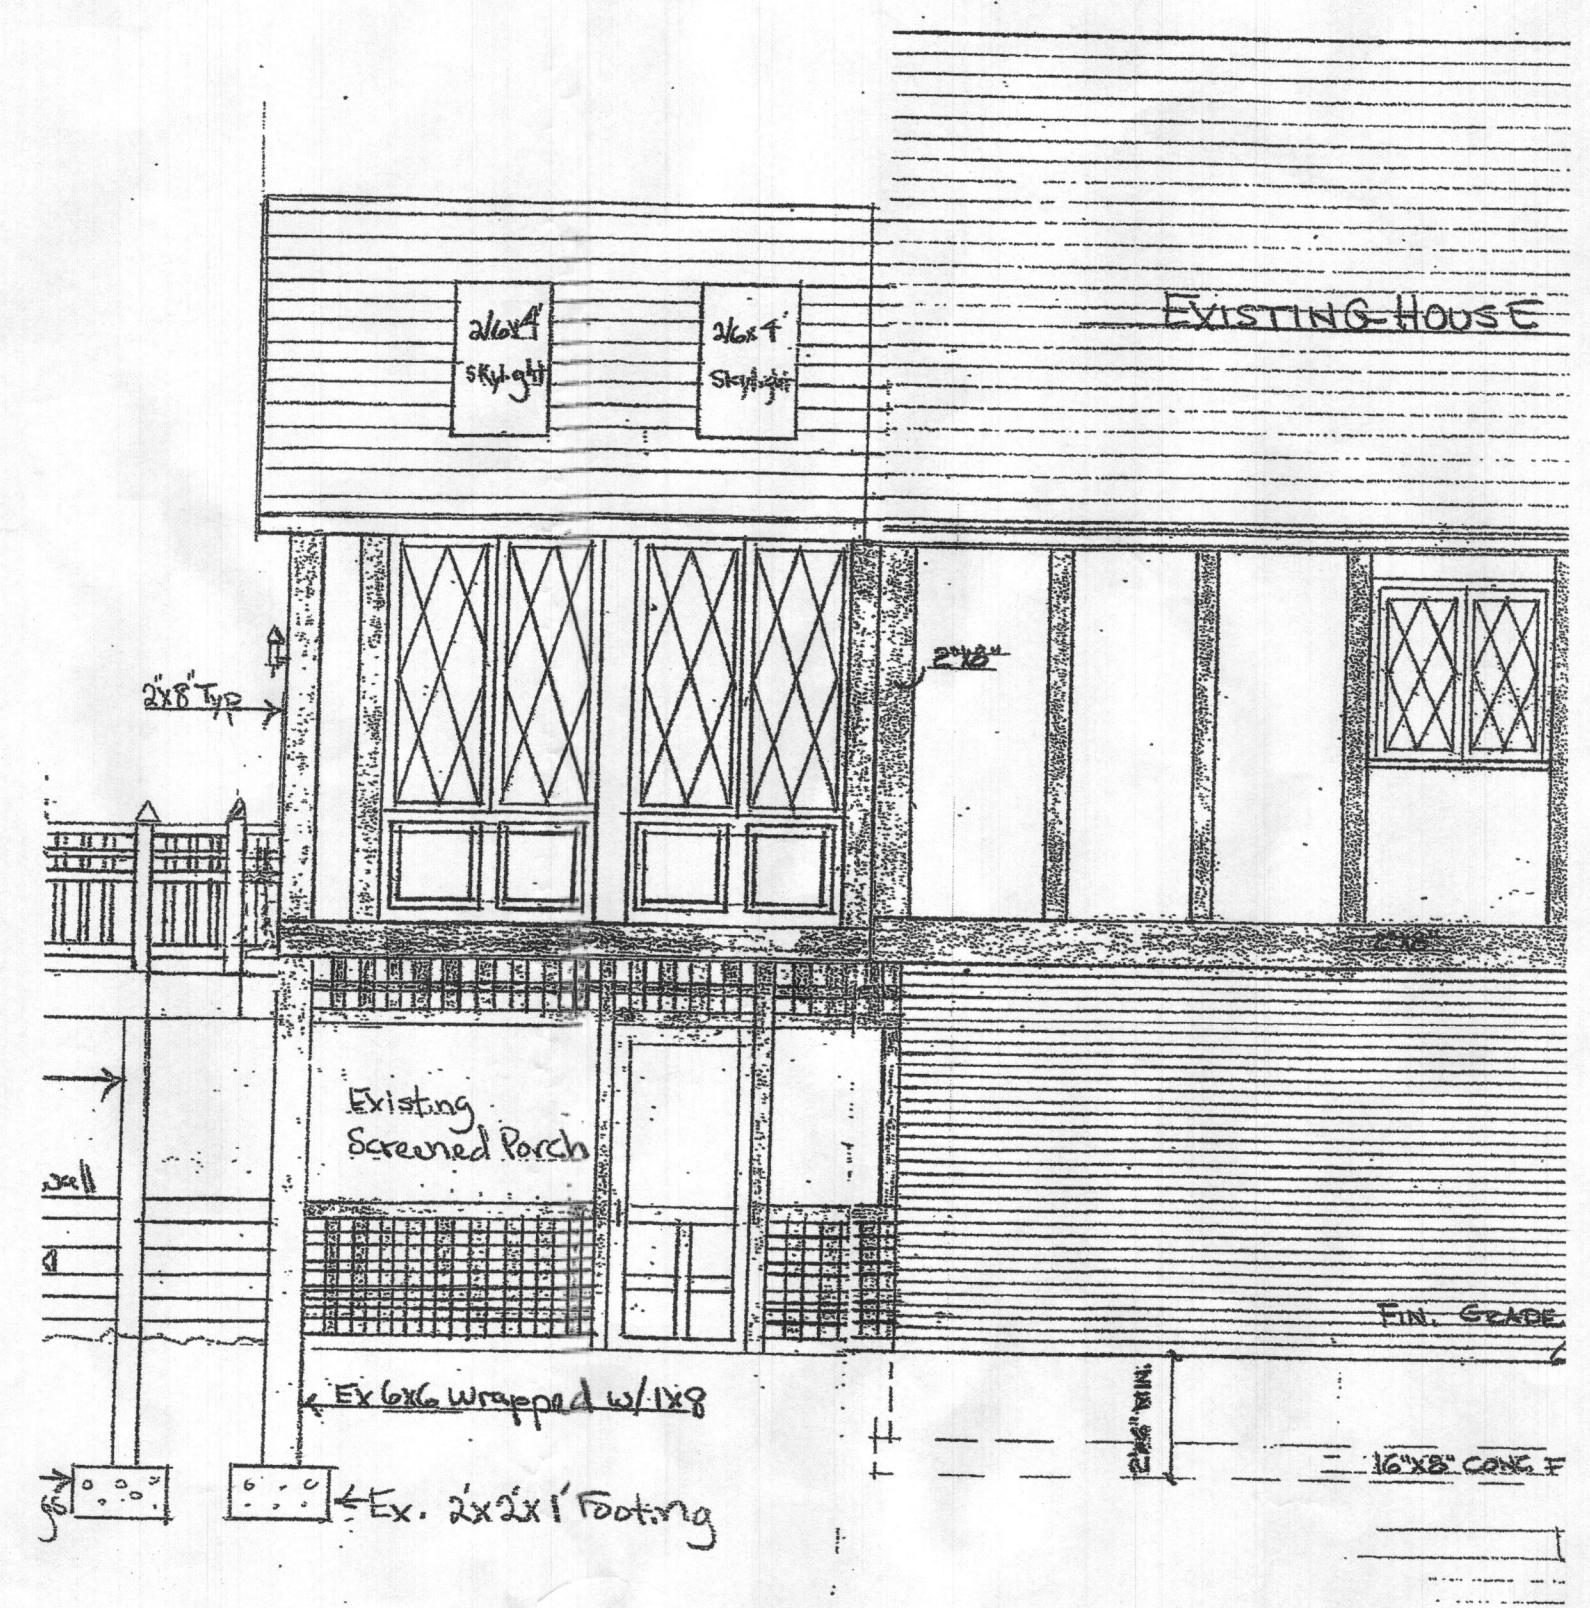 EXISTING HOUSE
2/6x4'
Skylight
2/6x4'
Skylight
2"x8"
2"x8" Typ
2"x8"
Existing
Screened Porch
wall
FIN. GRADE
Ex 6x6 Wrapped w/ 1x8
MIN.
16"x8" CONC F
Ex. 2'x2'x1' Footing